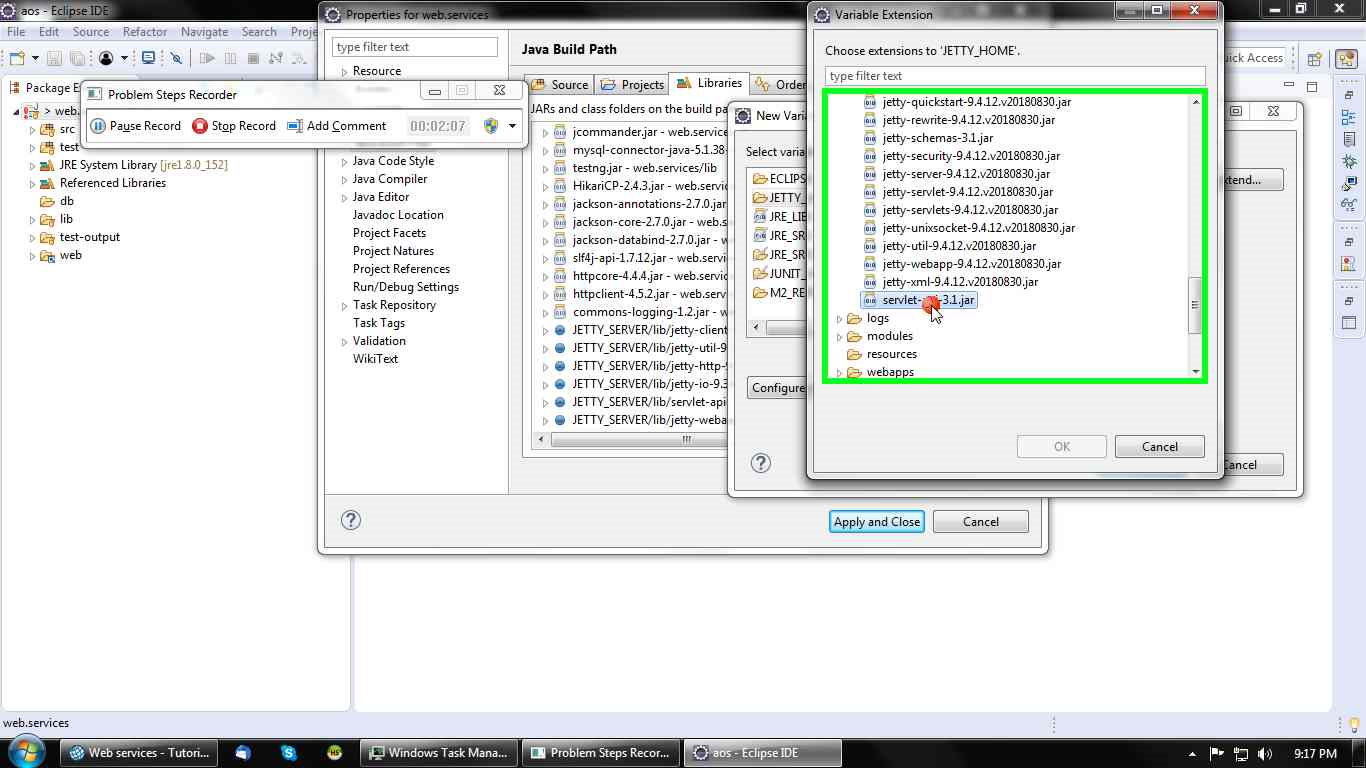 aos - Eclipse IDE
File Edit Source Refactor Navigate Search
Quick Access
Package E
> web.
src
test
JRE System Library [jre1.8.0_152]
Referenced Libraries
db
lib
test-output
web
Problem Steps Recorder
Pause Record
Stop Record
Add Comment
00:02:07
Properties for web.services
type filter text
Resource
Java Code Style
Java Compiler
Java Editor
Javadoc Location
Project Facets
Project Natures
Project References
Run/Debug Settings
Task Repository
Task Tags
Validation
WikiText
Java Build Path
Source
Projects
Libraries
Order
JARs and class folders on the build pa
jcommander.jar - web.service
mysql-connector-java-5.1.38-
testng.jar - web.services/lib
HikariCP-2.4.3.jar - web.servic
jackson-annotations-2.7.0.jar
jackson-core-2.7.0.jar - web.s
jackson-databind-2.7.0.jar - w
slf4j-api-1.7.12.jar - web.servi
httpcore-4.4.4.jar - web.servi
httpclient-4.5.2.jar - web.servi
commons-logging-1.2.jar - we
JETTY_SERVER/lib/jetty-client
JETTY_SERVER/lib/jetty-util-9
JETTY_SERVER/lib/jetty-http-
JETTY_SERVER/lib/jetty-io-9.3
JETTY_SERVER/lib/servlet-api
JETTY_SERVER/lib/jetty-weba
Apply and Close
Cancel
New Varia
Select varia
ECLIPS
JETTY_
JRE_LIB
JRE_SR
JRE_SR
JUNIT_
M2_RE
Configure
tend...
Cancel
Variable Extension
Choose extensions to 'JETTY_HOME'.
type filter text
jetty-quickstart-9.4.12.v20180830.jar
jetty-rewrite-9.4.12.v20180830.jar
jetty-schemas-3.1.jar
jetty-security-9.4.12.v20180830.jar
jetty-server-9.4.12.v20180830.jar
jetty-servlet-9.4.12.v20180830.jar
jetty-servlets-9.4.12.v20180830.jar
jetty-unixsocket-9.4.12.v20180830.jar
jetty-util-9.4.12.v20180830.jar
jetty-webapp-9.4.12.v20180830.jar
jetty-xml-9.4.12.v20180830.jar
servlet- -3.1.jar
logs
modules
resources
webapps
OK
Cancel
web.services
Web services - Tutori...
Windows Task Mana...
Problem Steps Recor...
aos - Eclipse IDE
9:17 PM